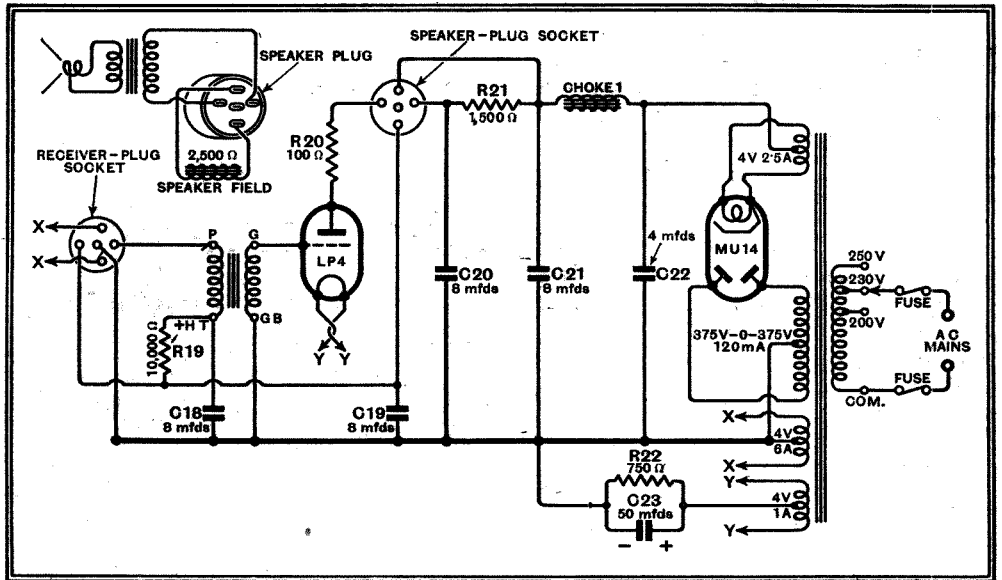 SPEAKER-PLUG SOCKET
SPEAKER PLUG
R21
1,500 Ω
CHOKE 1
R20
100 Ω
RECEIVER-PLUG
SOCKET
2,500 Ω
SPEAKER FIELD
4V 2·5A
X
X
P
G
LP4
MU14
4 mfds
C20
8 mfds
C21
8 mfds
C22
250 V
230V
200V
FUSE
A C
MAINS
FUSE
COM.
375V-0-375V
120mA
+HT
GB
10,000 Ω
R19
Y Y
C18
8 mfds
C19
8 mfds
X
4V
6A
X
Y
R22
750 Ω
C23
50 mfds
- +
4V
1A
Y